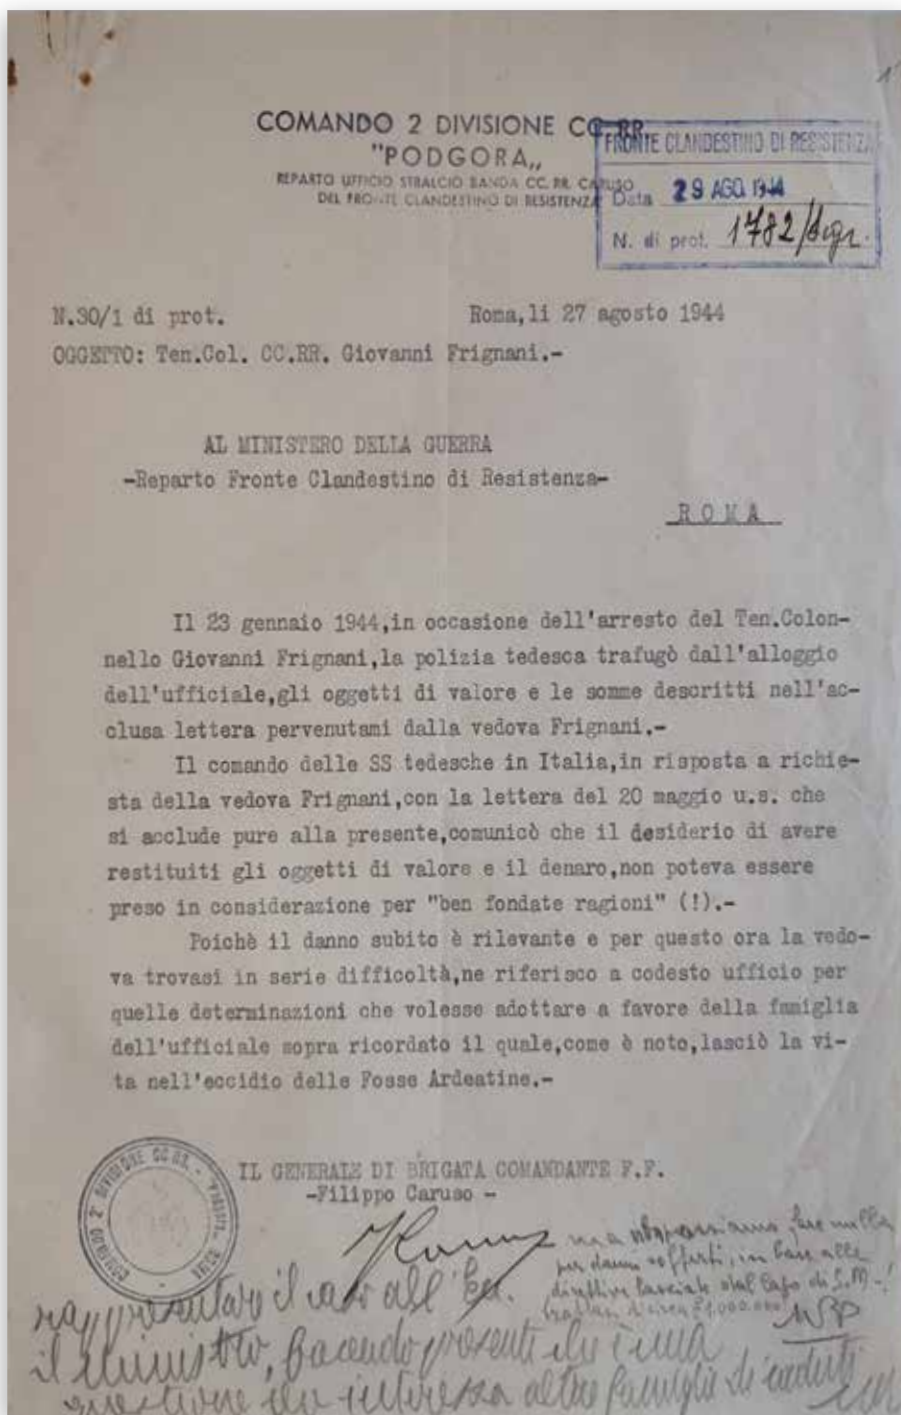 COMANDO 2 DIVISIONE CC. RR.
"PODGORA„
REPARTO UFFICIO STRALCIO BANDA CC. RR. CARUSO
DEL FRONTE CLANDESTINO DI RESISTENZA
FRONTE CLANDESTINO DI RESISTENZA
Data 29 AGO. 1944
N. di prot. 1782/Segr.
N.30/1 di prot.
Roma,li 27 agosto 1944
OGGETTO: Ten.Col. CC.RR. Giovanni Frignani.-
AL MINISTERO DELLA GUERRA
-Reparto Fronte Clandestino di Resistenza-
R O M A
Il 23 gennaio 1944,in occasione dell'arresto del Ten.Colon-
nello Giovanni Frignani,la polizia tedesca trafugò dall'alloggio
dell'ufficiale,gli oggetti di valore e le somme descritti nell'ac-
clusa lettera pervenutami dalla vedova Frignani.-
Il comando delle SS tedesche in Italia,in risposta a richie-
sta della vedova Frignani,con la lettera del 20 maggio u.s. che
si acclude pure alla presente,comunicò che il desiderio di avere
restituiti gli oggetti di valore e il denaro,non poteva essere
preso in considerazione per "ben fondate ragioni" (!).-
Poichè il danno subito è rilevante e per questo ora la vedo-
va trovasi in serie difficoltà,ne riferisco a codesto ufficio per
quelle determinazioni che volesse adottare a favore della famiglia
dell'ufficiale sopra ricordato il quale,come è noto,lasciò la vi-
ta nell'eccidio delle Fosse Ardeatine.-
COMANDO 2ª DIVISIONE CC.RR. - PODGORA
IL GENERALE DI BRIGATA COMANDANTE F.F.
-Filippo Caruso -
fare nulla
per danni sofferti, in base alle
direttive lasciate dal Capo di S.M. - !
rappresentare il caso all'Ecc.
il Ministro, facendo presente che è una
questione che interessa altre famiglie di caduti